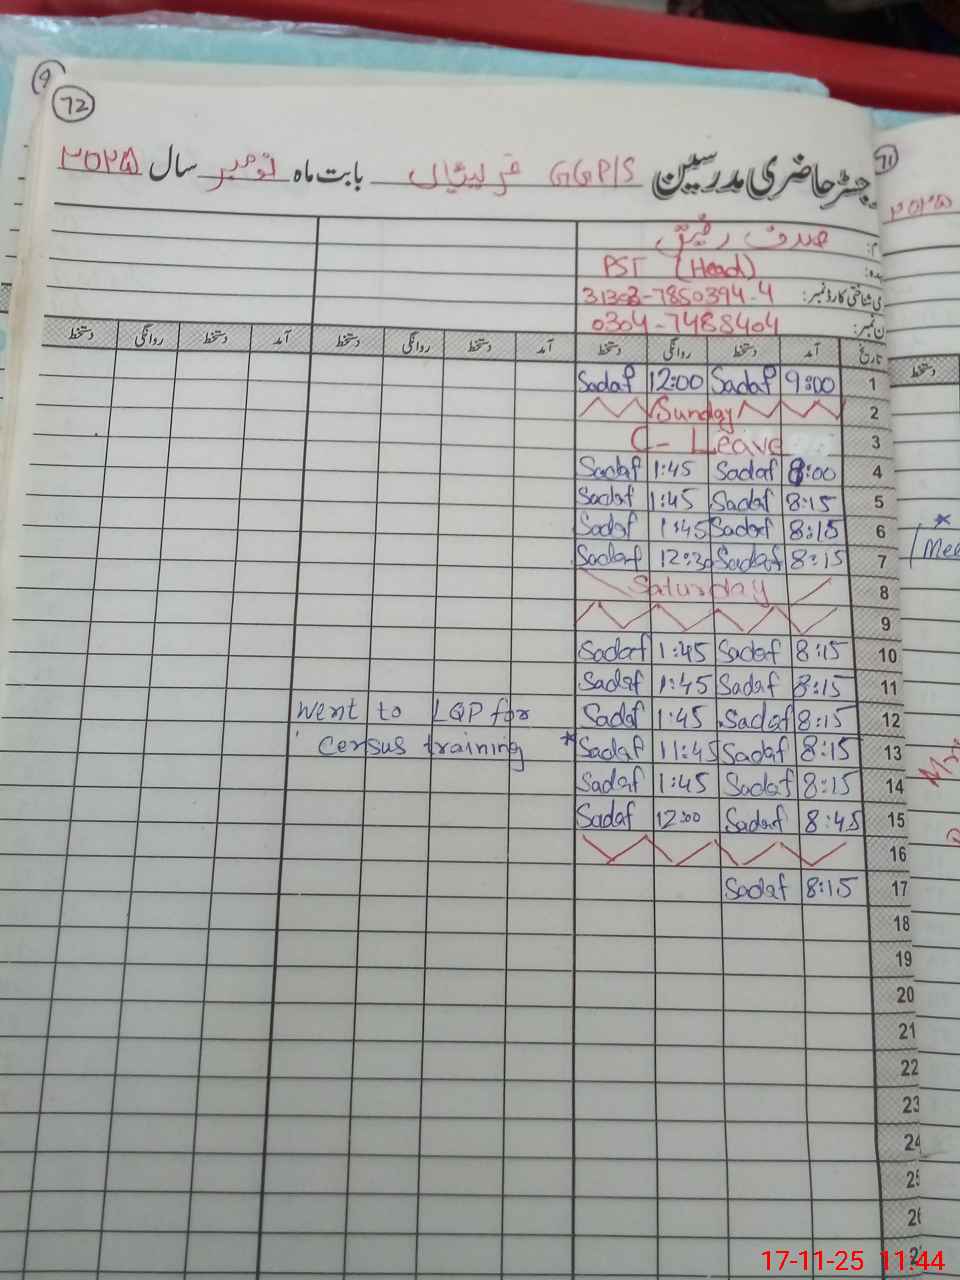 72
رجسٹر حاضری مدرسین GGP/S بابت ماہ نومبر سال ۲۰۲۵
صدف رفیق
PST (Head)
شناختی کارڈ نمبر: 31303-7850394-4
0304-7488404
تاریخ آمد دستخط روانگی دستخط آمد دستخط روانگی دستخط آمد دستخط روانگی دستخط
Sadaf 12:00 Sadaf 9:00 1
Sunday 2
C- Leave 3
Sadaf 1:45 Sadaf 8:00 4
Sadaf 1:45 Sadaf 8:15 5
Sadaf 1:45 Sadaf 8:15 6
Sadaf 12:30 Sadaf 8:15 7
Saturday 8
9
Sadaf 1:45 Sadaf 8:15 10
Sadaf 1:45 Sadaf 8:15 11
went to LQP for Sadaf 1:45 Sadaf 8:15 12
census training * Sadaf 11:45 Sadaf 8:15 13
Sadaf 1:45 Sadaf 8:15 14
Sadaf 12:00 Sadaf 8:45 15
16
Sadaf 8:15 17
18
19
20
21
22
23
24
25
26
71
۲۰۲۵
دستخط
17-11-25 11:44